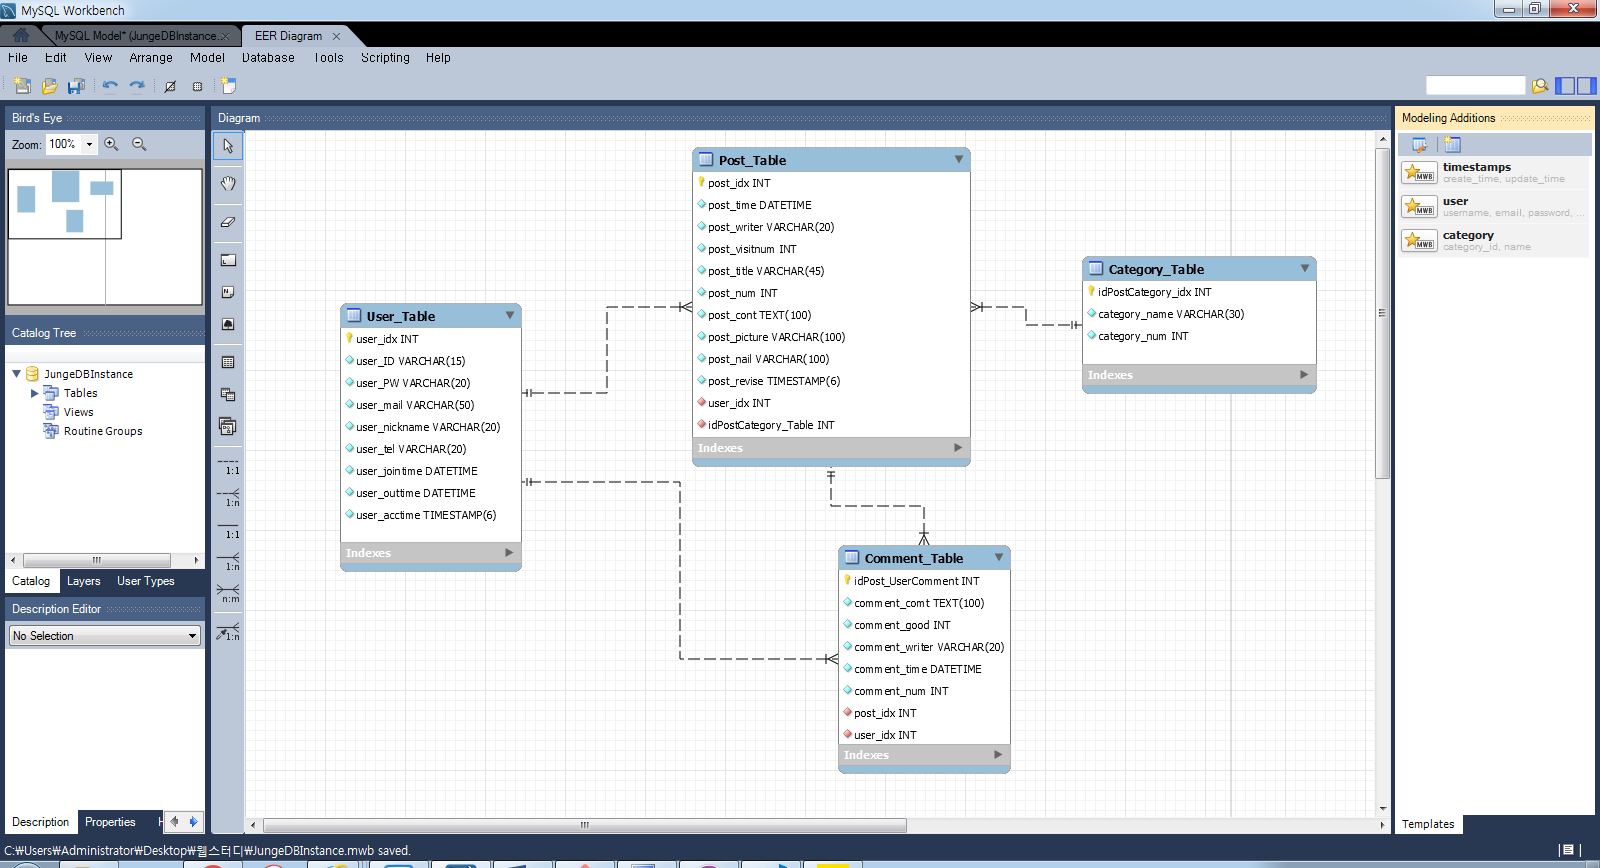 MySQL Workbench
MySQL Model* (JungeDBInstance...
EER Diagram
File Edit View Arrange Model Database Tools Scripting Help
Bird's Eye
Zoom: 100%
Catalog Tree
JungeDBInstance
Tables
Views
Routine Groups
Catalog Layers User Types
Description Editor
No Selection
Description Properties H
Diagram
1:1
1:n
1:1
1:n
n:m
1:n
User_Table
user_idx INT
user_ID VARCHAR(15)
user_PW VARCHAR(20)
user_mail VARCHAR(50)
user_nickname VARCHAR(20)
user_tel VARCHAR(20)
user_jointime DATETIME
user_outtime DATETIME
user_acctime TIMESTAMP(6)
Indexes
Post_Table
post_idx INT
post_time DATETIME
post_writer VARCHAR(20)
post_visitnum INT
post_title VARCHAR(45)
post_num INT
post_cont TEXT(100)
post_picture VARCHAR(100)
post_nail VARCHAR(100)
post_revise TIMESTAMP(6)
user_idx INT
idPostCategory_Table INT
Indexes
Category_Table
idPostCategory_idx INT
category_name VARCHAR(30)
category_num INT
Indexes
Comment_Table
idPost_UserComment INT
comment_comt TEXT(100)
comment_good INT
comment_writer VARCHAR(20)
comment_time DATETIME
comment_num INT
post_idx INT
user_idx INT
Indexes
Modeling Additions
MWB
timestamps
create_time, update_time
MWB
user
username, email, password, ...
MWB
category
category_id, name
Templates
C:₩Users₩Administrator₩Desktop₩웹스터디₩JungeDBInstance.mwb saved.